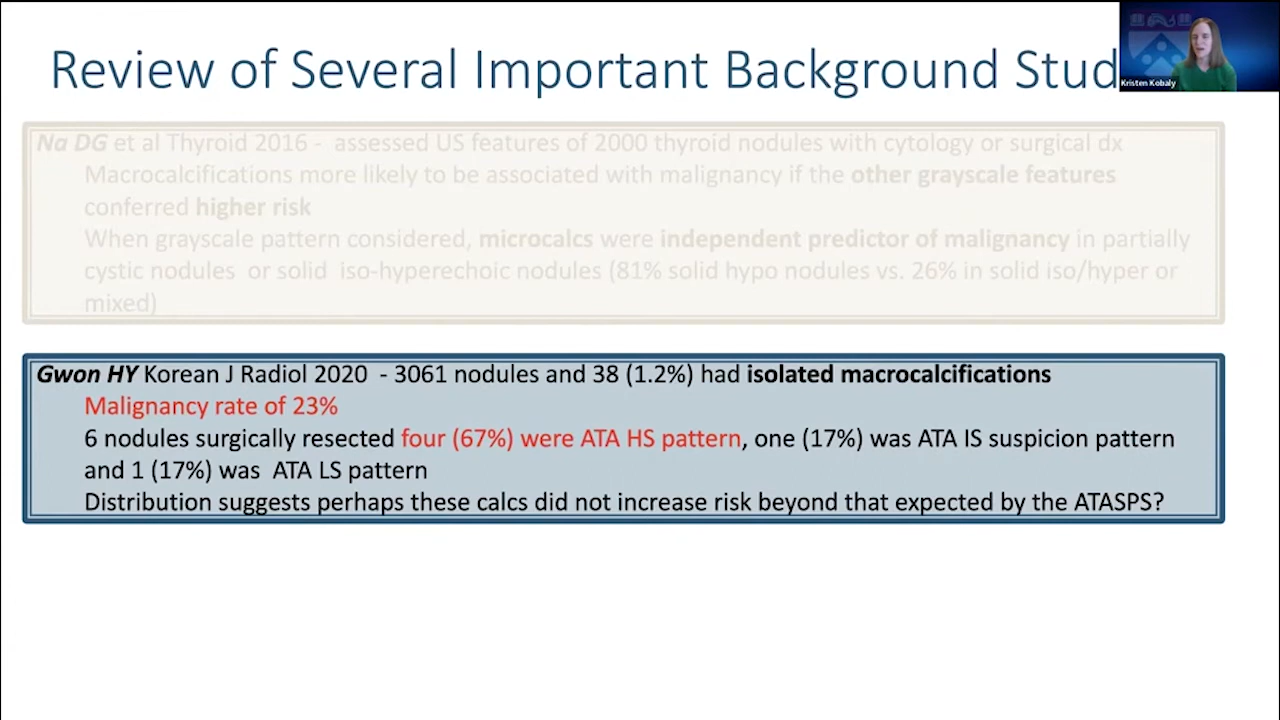 Review of Several Important Background Stud
Kristen Kobaly
Na DG et al Thyroid 2016 - assessed US features of 2000 thyroid nodules with cytology or surgical dx
Macrocalcifications more likely to be associated with malignancy if the other grayscale features
conferred higher risk
When grayscale pattern considered, microcalcs were independent predictor of malignancy in partially
cystic nodules or solid iso-hyperechoic nodules (81% solid hypo nodules vs. 26% in solid iso/hyper or
mixed)
Gwon HY Korean J Radiol 2020 - 3061 nodules and 38 (1.2%) had isolated macrocalcifications
Malignancy rate of 23%
6 nodules surgically resected four (67%) were ATA HS pattern, one (17%) was ATA IS suspicion pattern
and 1 (17%) was ATA LS pattern
Distribution suggests perhaps these calcs did not increase risk beyond that expected by the ATASPS?